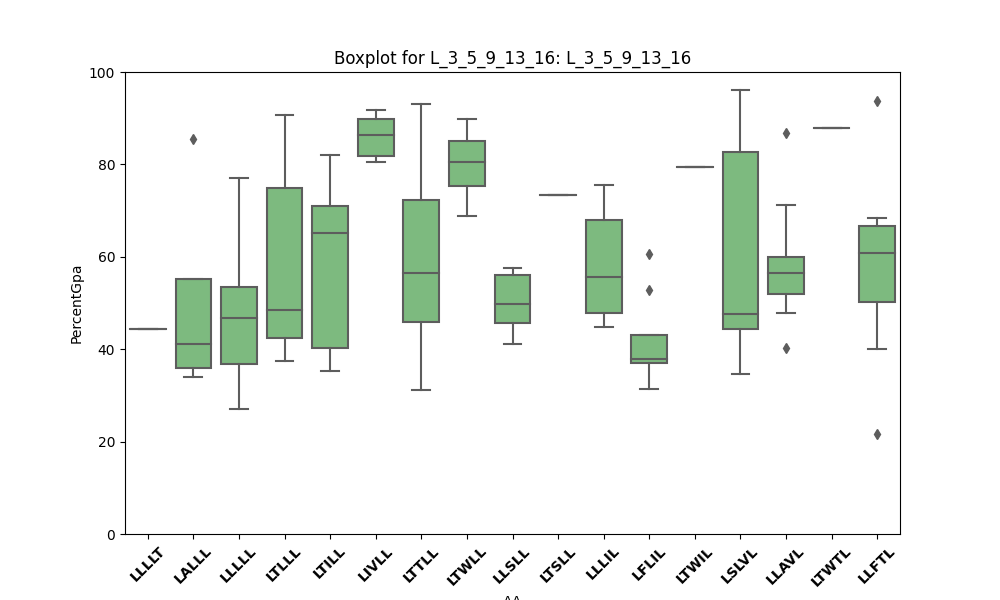 Boxplot for L_3_5_9_13_16: L_3_5_9_13_16
100
80
60
40
20
0
PercentGpa
LLLLT LALLL LLLLL LTLLL LTILL LIVLL LTTLL LTWLL LLSLL LTSLL LLLIL LFLIL LTWIL LSLVL LLAVL LTWTL LLFTL
AA